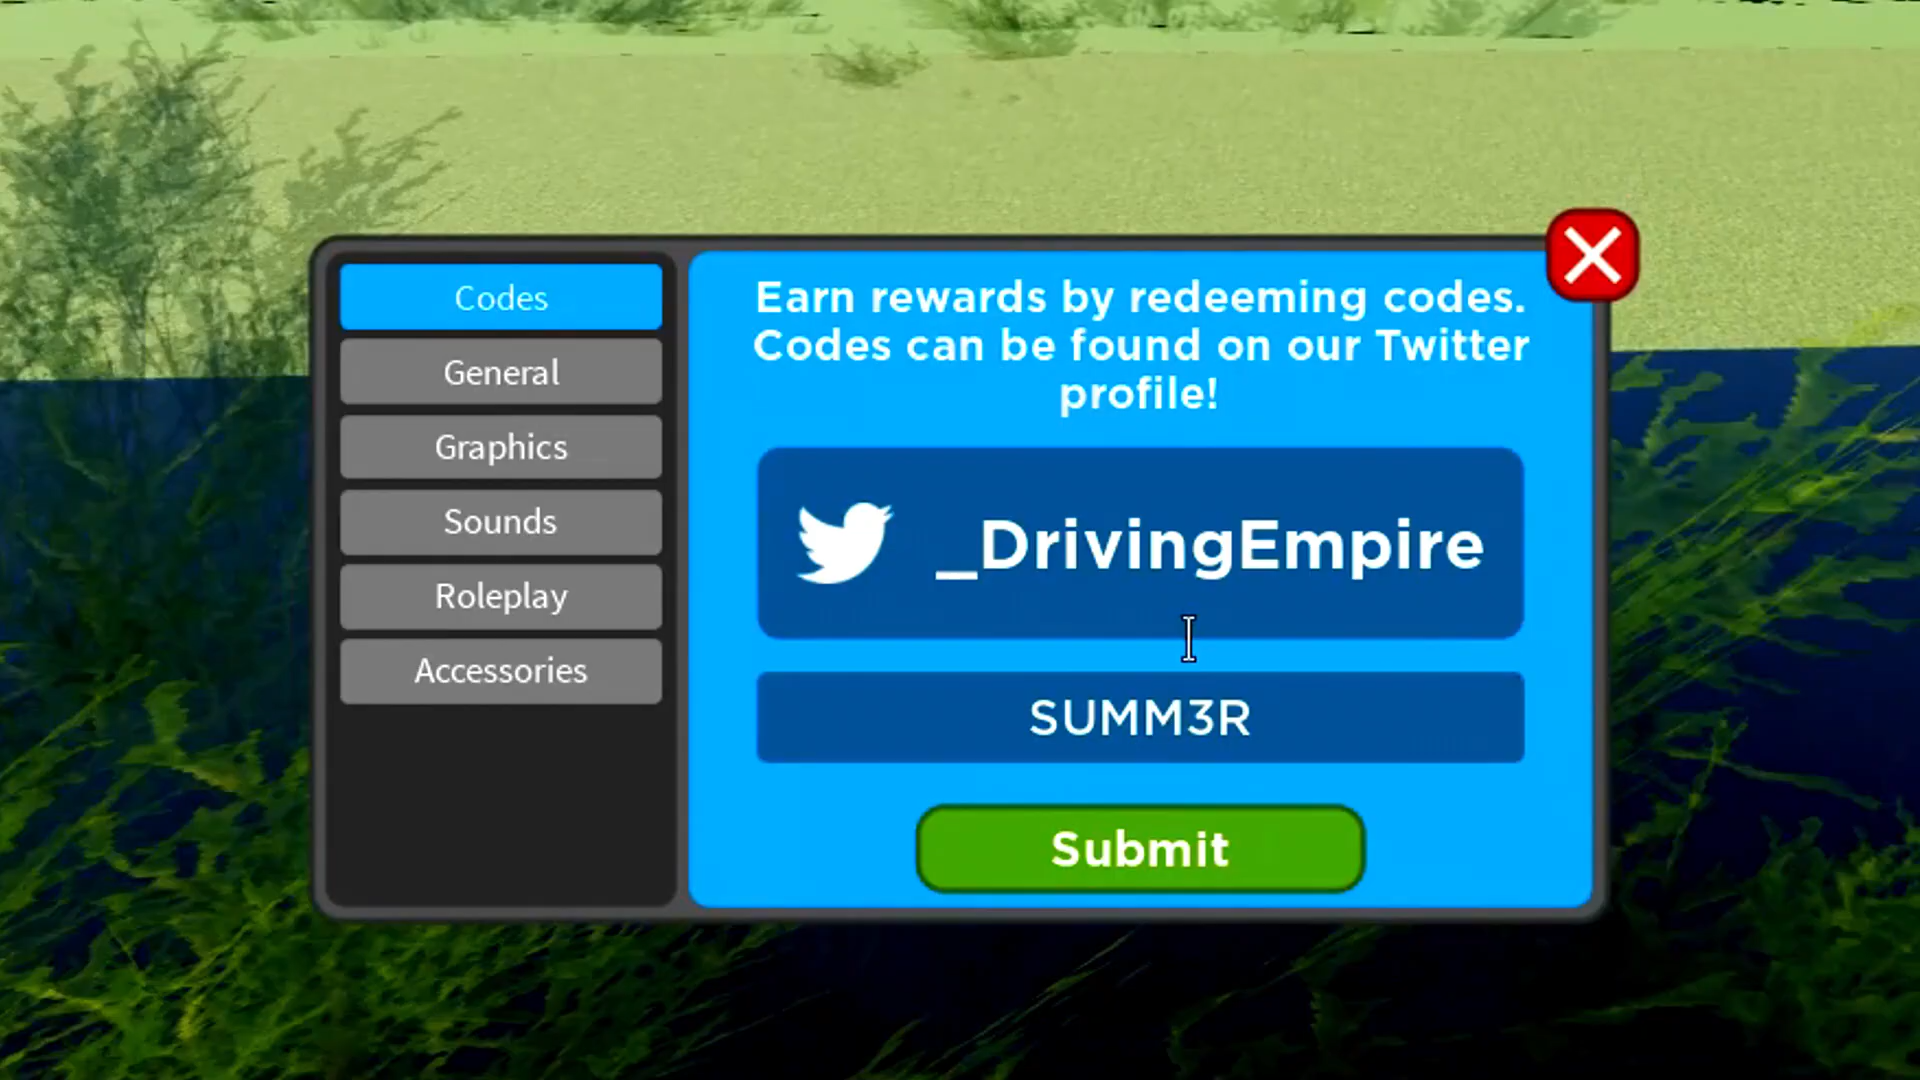 Codes
General
Graphics
Sounds
Roleplay
Accessories
Earn rewards by redeeming codes.
Codes can be found on our Twitter
profile!
_DrivingEmpire
SUMM3R
Submit